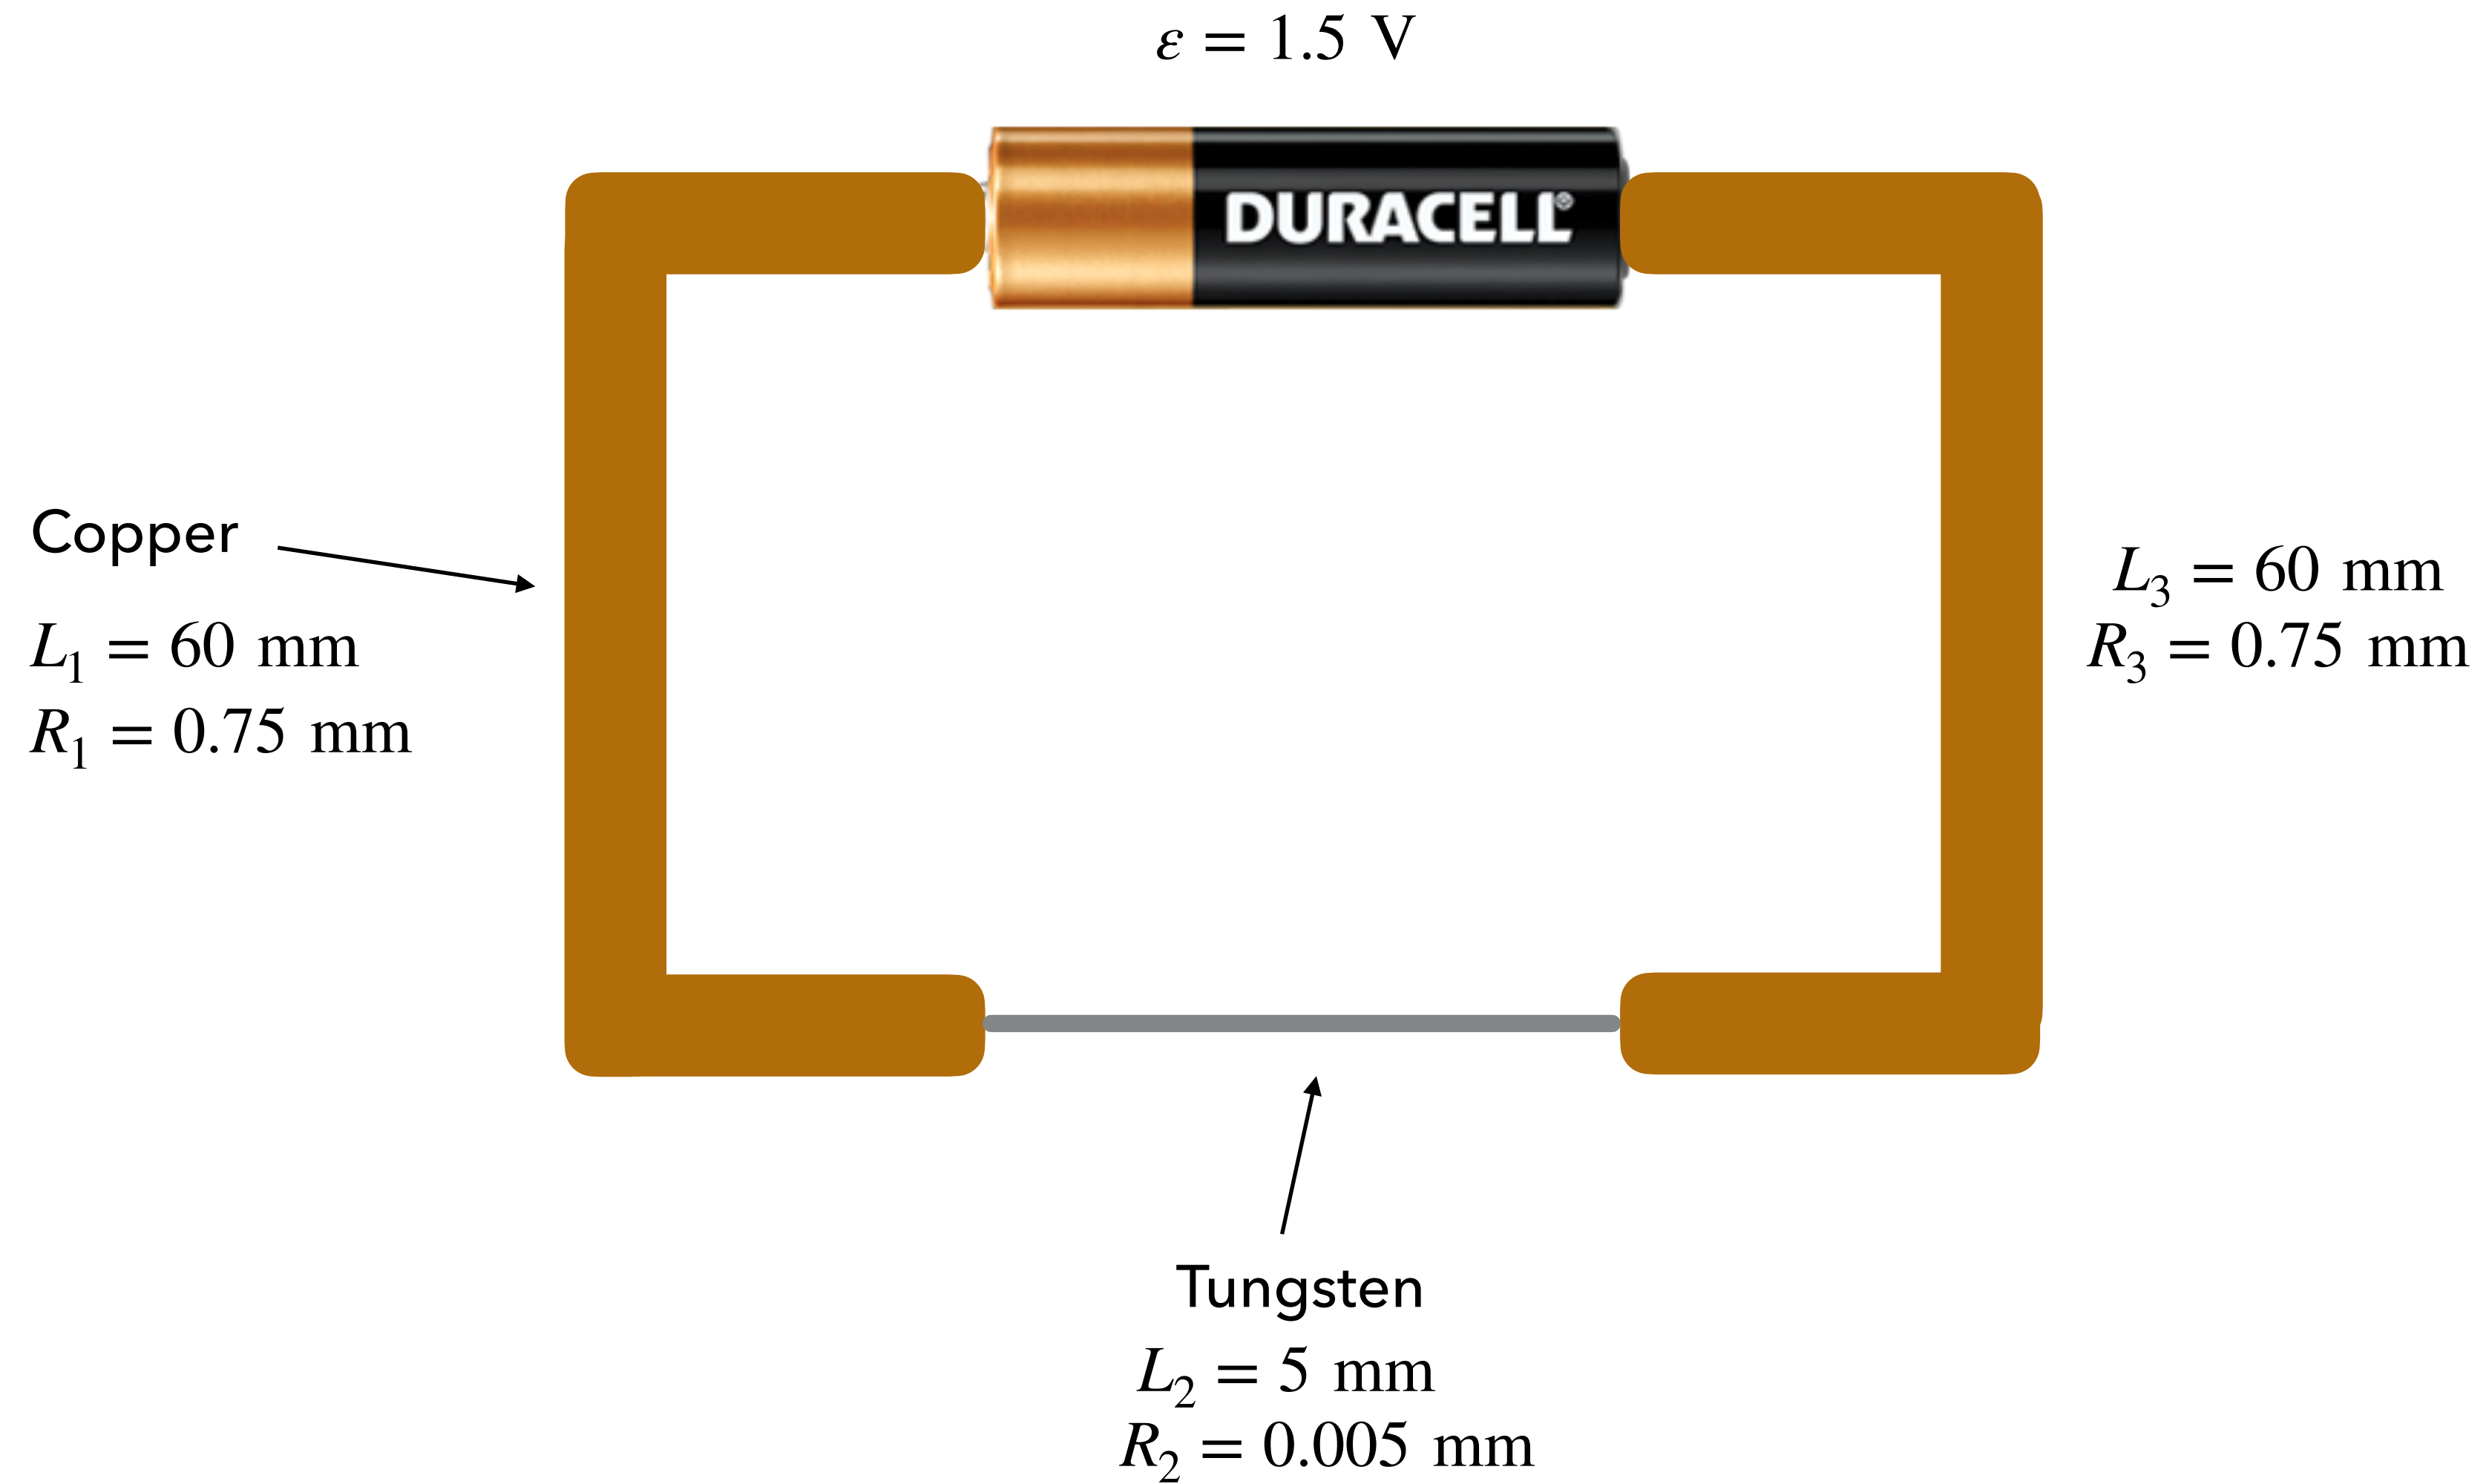 ε = 1.5 V
DURACELL®
Copper
L₁ = 60 mm
R₁ = 0.75 mm
L₃ = 60 mm
R₃ = 0.75 mm
Tungsten
L₂ = 5 mm
R₂ = 0.005 mm